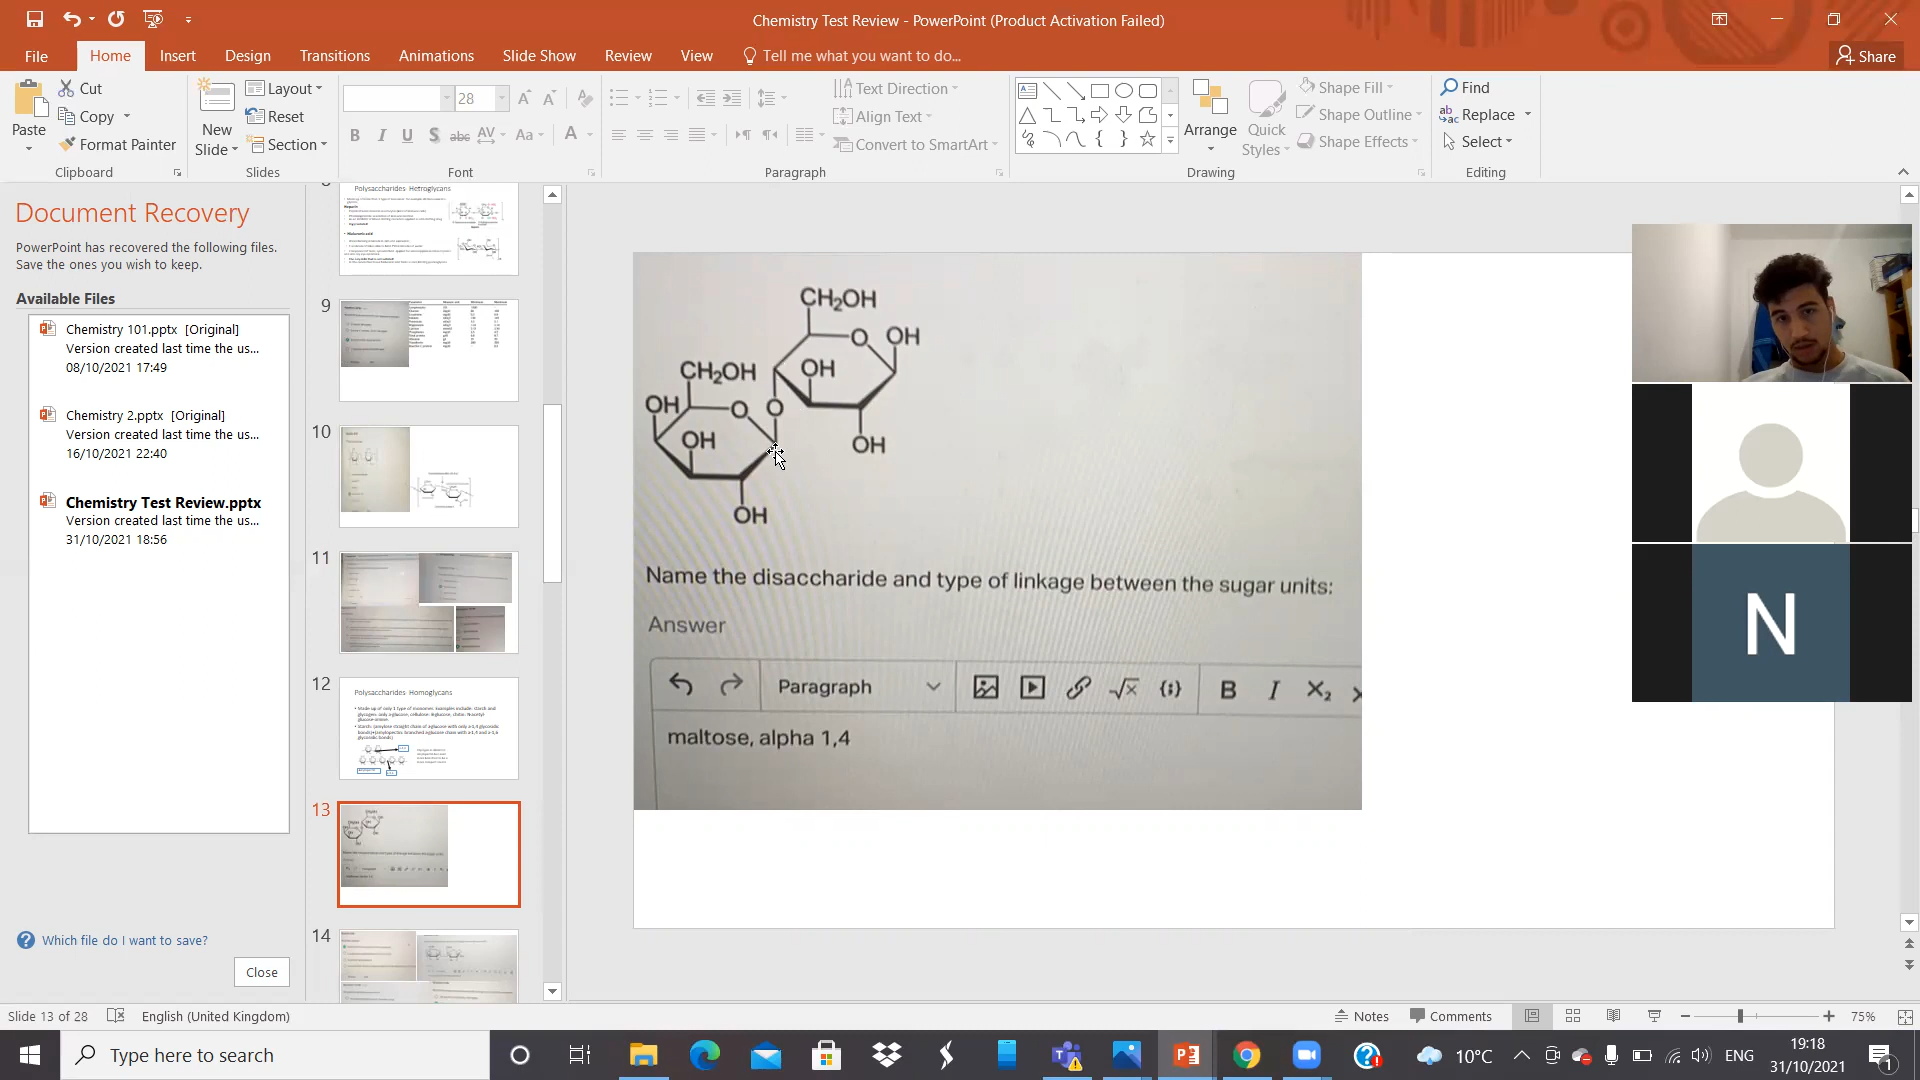 Chemistry Test Review - PowerPoint (Product Activation Failed)
File Home Insert Design Transitions Animations Slide Show Review View Tell me what you want to do... Share
Paste
Cut
Copy
Format Painter
Clipboard
New Slide
Layout
Reset
Section
Slides
28
Font
Text Direction
Align Text
Convert to SmartArt
Paragraph
Arrange
Quick Styles
Shape Fill
Shape Outline
Shape Effects
Drawing
Find
Replace
Select
Editing
Document Recovery
PowerPoint has recovered the following files.
Save the ones you wish to keep.
Available Files
Chemistry 101.pptx [Original]
Version created last time the us...
08/10/2021 17:49
Chemistry 2.pptx [Original]
Version created last time the us...
16/10/2021 22:40
Chemistry Test Review.pptx
Version created last time the us...
31/10/2021 18:56
Which file do I want to save?
Close
Polysaccharides- Hetroglycans
9
10
11
12
Polysaccharides- Homoglycans
13
14
CH₂OH
O
OH
OH
OH
CH₂OH
OH
O
O
OH
OH
Name the disaccharide and type of linkage between the sugar units:
Answer
Paragraph B I X₂
maltose, alpha 1,4
N
Slide 13 of 28 English (United Kingdom) Notes Comments 75%
Type here to search 10°C ENG
19:18
31/10/2021
1